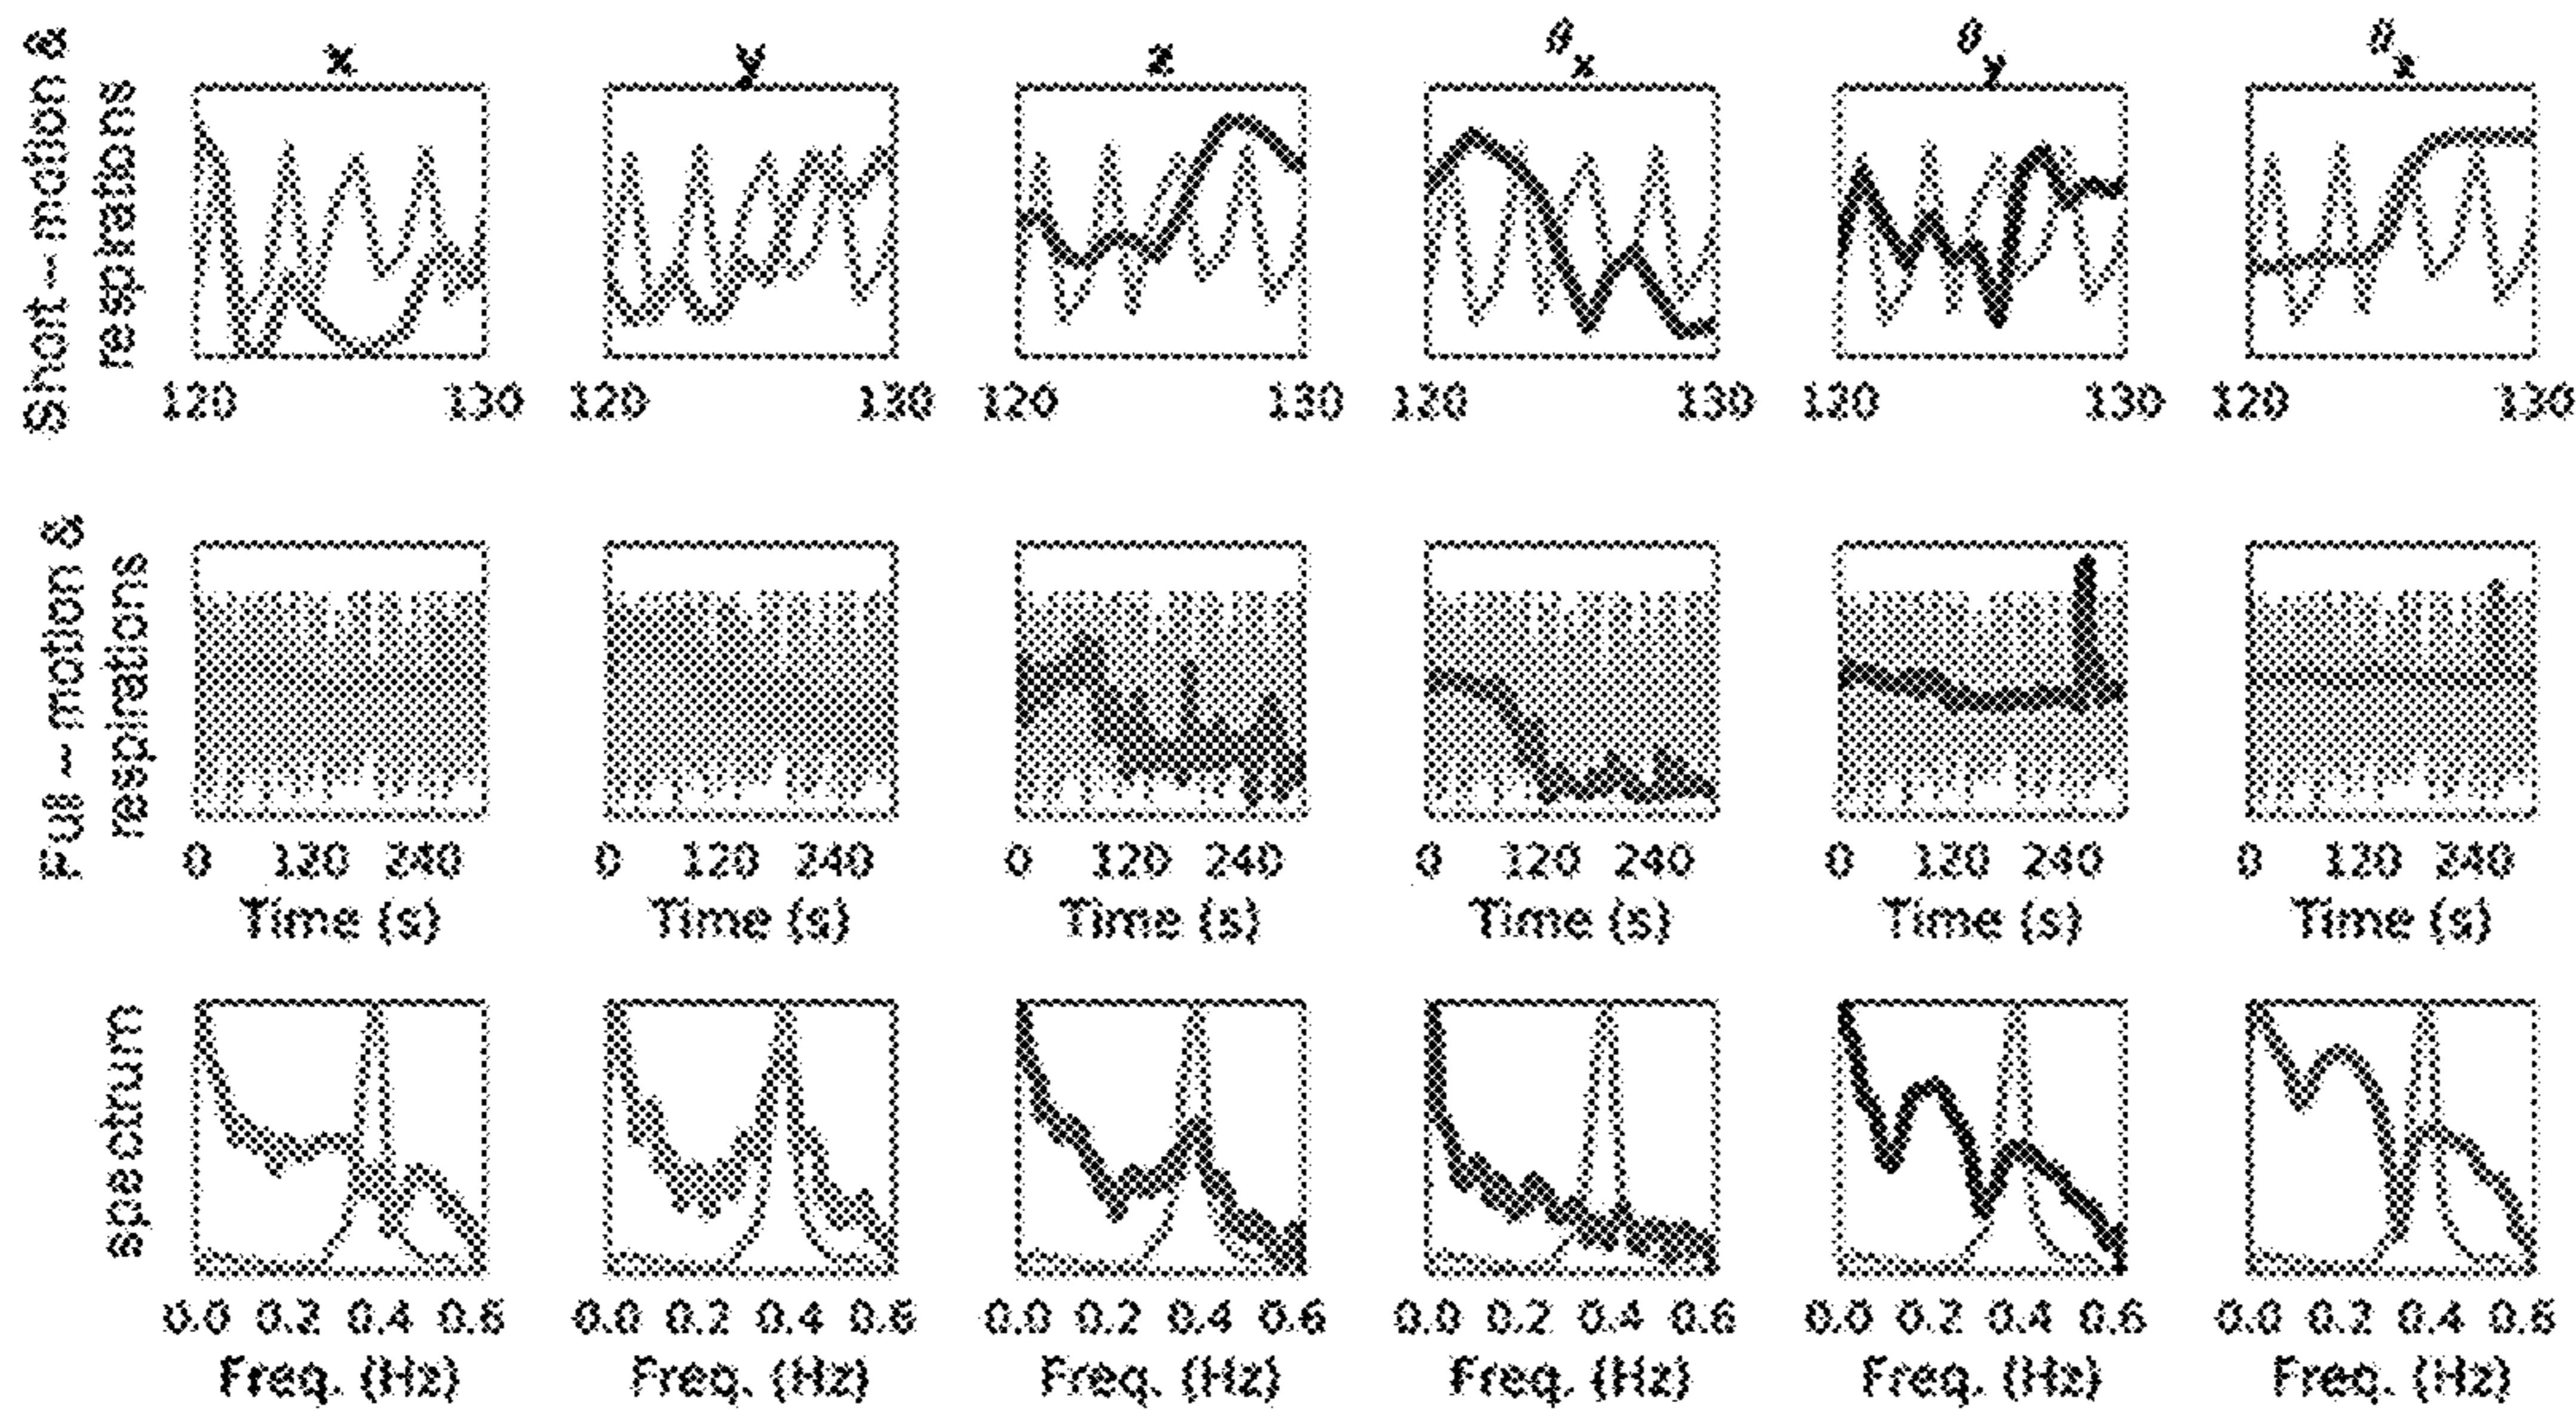 x y z θx θy θz
Short – motion &
respirations
120 130 120 130 120 130 120 130 120 130 120 130
Full – motion &
respirations
0 120 240 0 120 240 0 120 240 0 120 240 0 120 240 0 120 240
Time (s) Time (s) Time (s) Time (s) Time (s) Time (s)
spectrum
0.0 0.2 0.4 0.6 0.0 0.2 0.4 0.6 0.0 0.2 0.4 0.6 0.0 0.2 0.4 0.6 0.0 0.2 0.4 0.6 0.0 0.2 0.4 0.6
Freq. (Hz) Freq. (Hz) Freq. (Hz) Freq. (Hz) Freq. (Hz) Freq. (Hz)